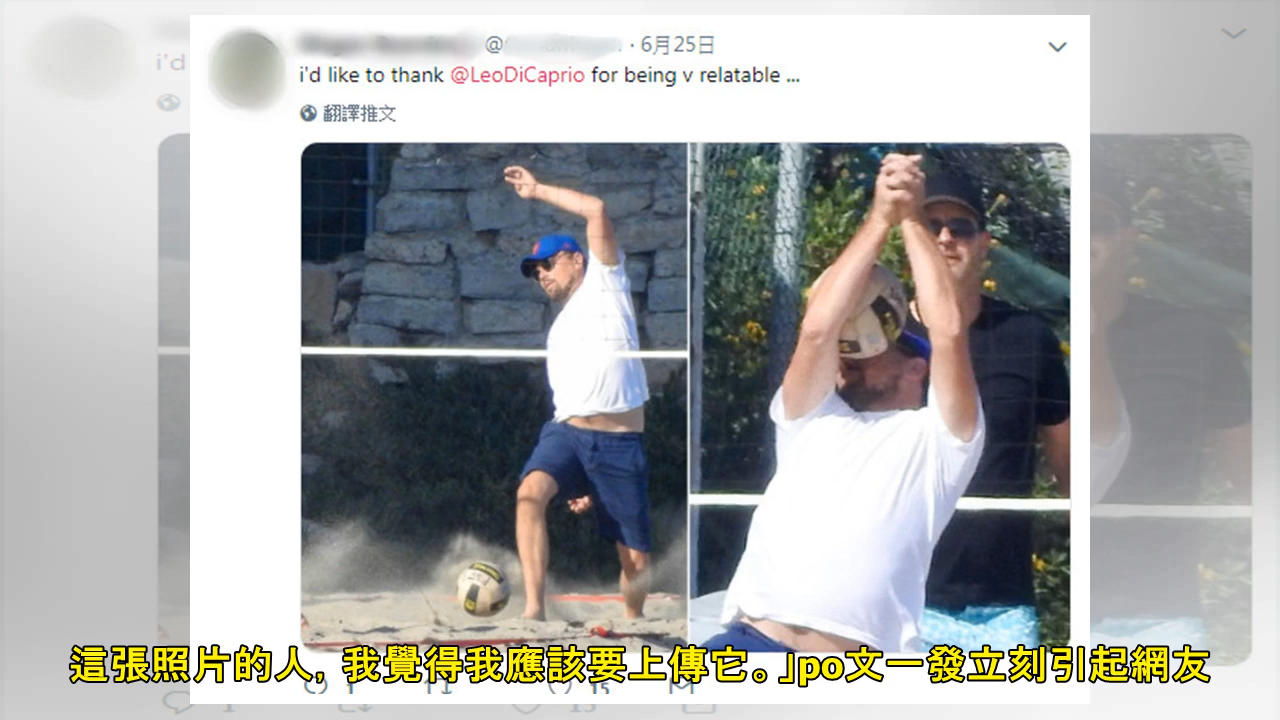 @ · 6月25日
i'd like to thank @LeoDiCaprio for being v relatable ...
翻譯推文
1 15
這張照片的人，我覺得我應該要上傳它。」po文一發立刻引起網友